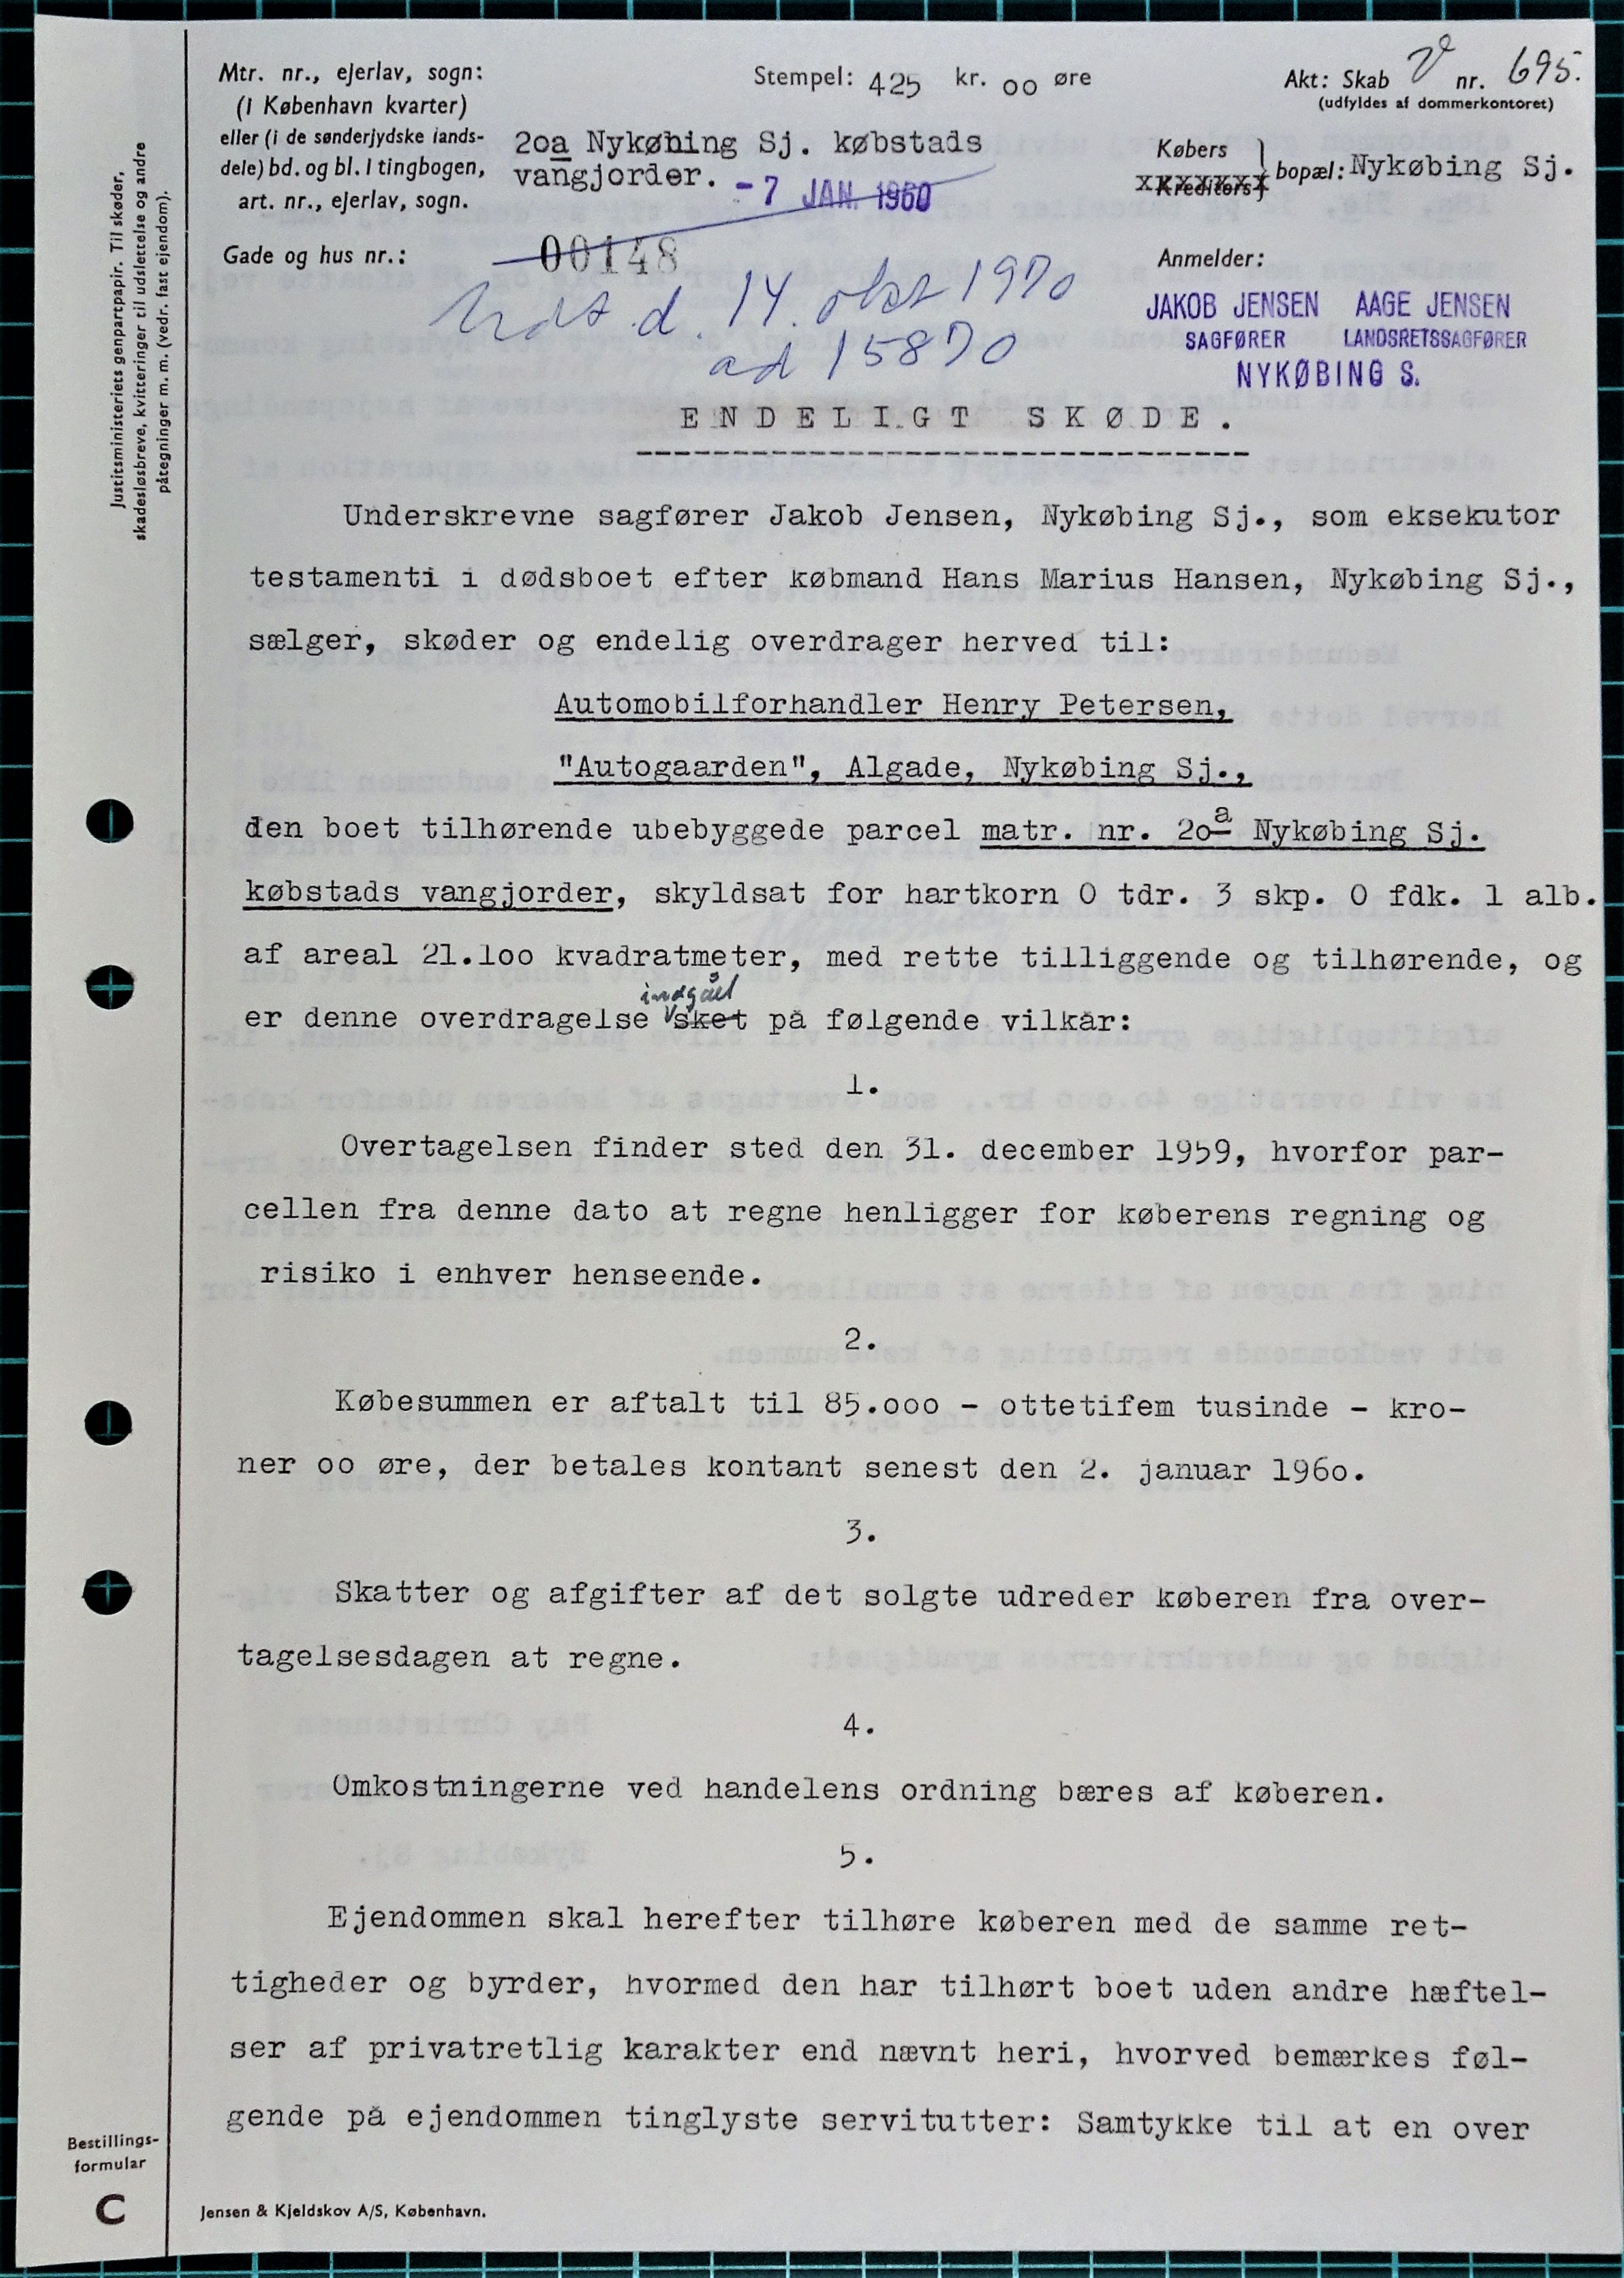 Mtr. nr., ejerlav, sogn:
(i København kvarter)
eller (i de sønderjydske lands-
dele) bd. og bl. i tingbogen,
art. nr., ejerlav, sogn.
2oa Nykøbing Sj. købstads
vangjorder.
- 7 JAN. 1960
Gade og hus nr.:
00148
Stempel: 425 kr. oo øre
Akt: Skab V nr. 695.
(udfyldes af dommerkontoret)
Købers
Kreditors
bopæl: Nykøbing Sj.
Anmelder:
JAKOB JENSEN AAGE JENSEN
SAGFØRER LANDSRETSSAGFØRER
NYKØBING S.
d. 14. okt 1970
ad 15870
Justitsministeriets genpartpapir. Til skøder,
skadesløsbreve, kvitteringer til udslettelse og andre
påtegninger m. m. (vedr. fast ejendom).
ENDELIGT SKØDE.
Underskrevne sagfører Jakob Jensen, Nykøbing Sj., som eksekutor
testamenti i dødsboet efter købmand Hans Marius Hansen, Nykøbing Sj.,
sælger, skøder og endelig overdrager herved til:
Automobilforhandler Henry Petersen,
"Autogaarden", Algade, Nykøbing Sj.,
den boet tilhørende ubebyggede parcel matr. nr. 2oa Nykøbing Sj.
købstads vangjorder, skyldsat for hartkorn 0 tdr. 3 skp. 0 fdk. 1 alb.
af areal 21.loo kvadratmeter, med rette tilliggende og tilhørende, og
indgået
er denne overdragelse sket på følgende vilkår:
1.
Overtagelsen finder sted den 31. december 1959, hvorfor par-
cellen fra denne dato at regne henligger for køberens regning og
risiko i enhver henseende.
2.
Købesummen er aftalt til 85.ooo - ottetifem tusinde - kro-
ner oo øre, der betales kontant senest den 2. januar 196o.
3.
Skatter og afgifter af det solgte udreder køberen fra over-
tagelsesdagen at regne.
4.
Omkostningerne ved handelens ordning bæres af køberen.
5.
Ejendommen skal herefter tilhøre køberen med de samme ret-
tigheder og byrder, hvormed den har tilhørt boet uden andre hæftel-
ser af privatretlig karakter end nævnt heri, hvorved bemærkes føl-
gende på ejendommen tinglyste servitutter: Samtykke til at en over
Bestillings-
formular
C
Jensen & Kjeldskov A/S, København.